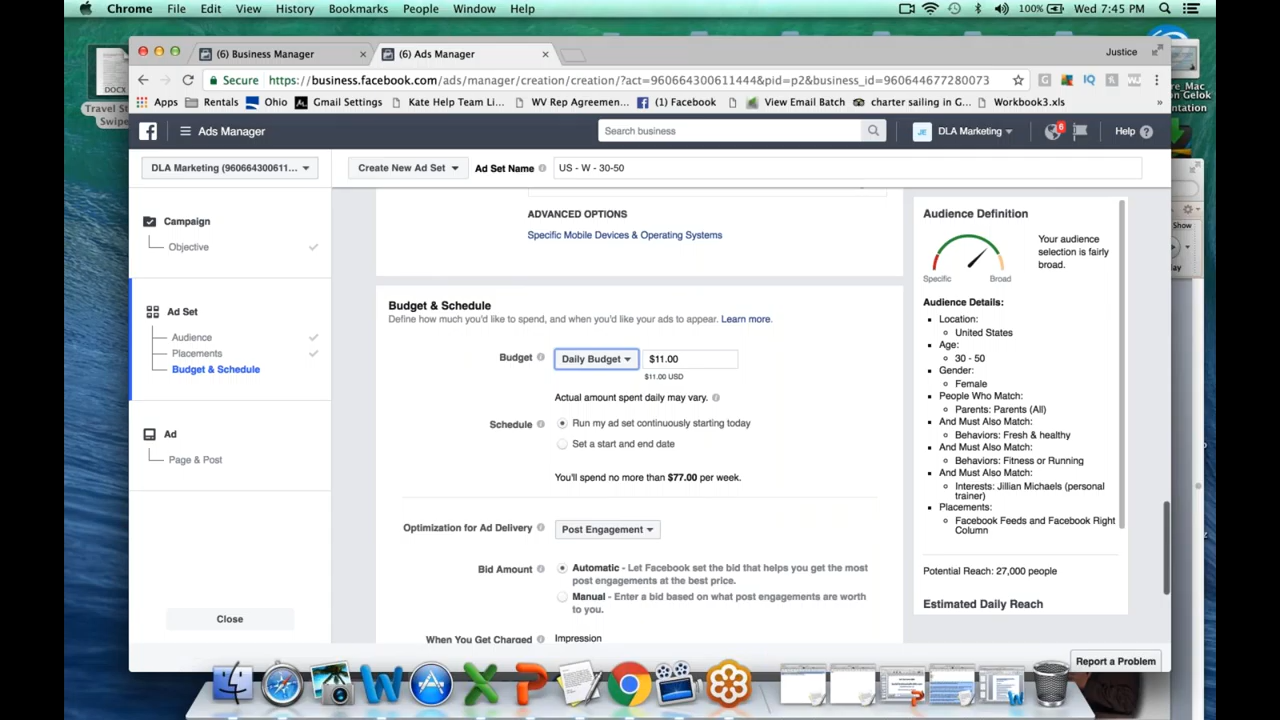 Chrome File Edit View History Bookmarks People Window Help 100% Wed 7:45 PM
DOCX
Travel St
Swipe
(6) Business Manager
(6) Ads Manager
Justice
Secure https://business.facebook.com/ads/manager/creation/creation/?act=960664300611444&pid=p2&business_id=960644677280073
Apps Rentals Ohio Gmail Settings Kate Help Team Li... WV Rep Agreemen... (1) Facebook View Email Batch charter sailing in G... Workbook3.xls »
re_Mac
on Gelok
ntation
Ads Manager
Search business
DLA Marketing
6
Help
DLA Marketing (960664300611...
Create New Ad Set
Ad Set Name
US - W - 30-50
Campaign
Objective
Ad Set
Audience
Placements
Budget & Schedule
Ad
Page & Post
Close
ADVANCED OPTIONS
Specific Mobile Devices & Operating Systems
Budget & Schedule
Define how much you'd like to spend, and when you'd like your ads to appear. Learn more.
Budget
Daily Budget
$11.00
$11.00 USD
Actual amount spent daily may vary.
Schedule
Run my ad set continuously starting today
Set a start and end date
You'll spend no more than $77.00 per week.
Optimization for Ad Delivery
Post Engagement
Bid Amount
Automatic - Let Facebook set the bid that helps you get the most
post engagements at the best price.
Manual - Enter a bid based on what post engagements are worth
to you.
When You Get Charged
Impression
Audience Definition
Specific
Broad
Your audience
selection is fairly
broad.
Audience Details:
Location:
United States
Age:
30 - 50
Gender:
Female
People Who Match:
Parents: Parents (All)
And Must Also Match:
Behaviors: Fresh & healthy
And Must Also Match:
Behaviors: Fitness or Running
And Must Also Match:
Interests: Jillian Michaels (personal
trainer)
Placements:
Facebook Feeds and Facebook Right
Column
Potential Reach: 27,000 people
Estimated Daily Reach
Report a Problem
Show